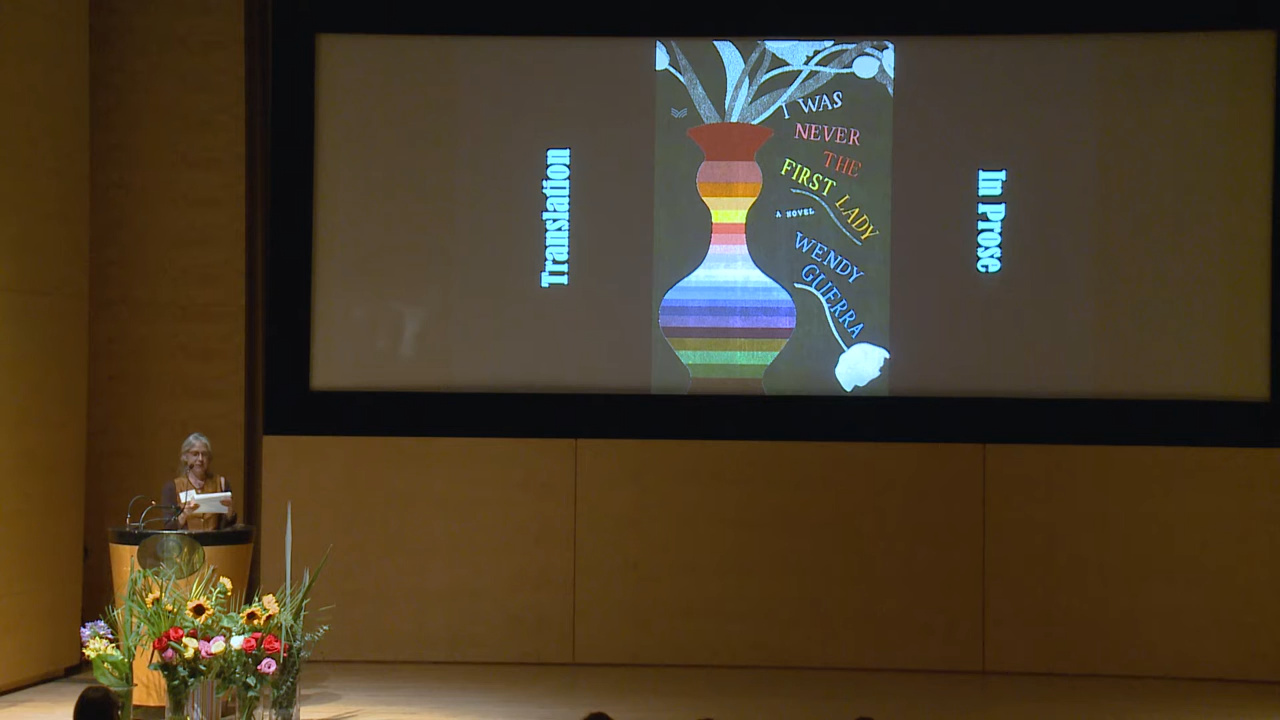 Translation
I WAS
NEVER
THE
FIRST LADY
A NOVEL
WENDY
GUERRA
In Prose